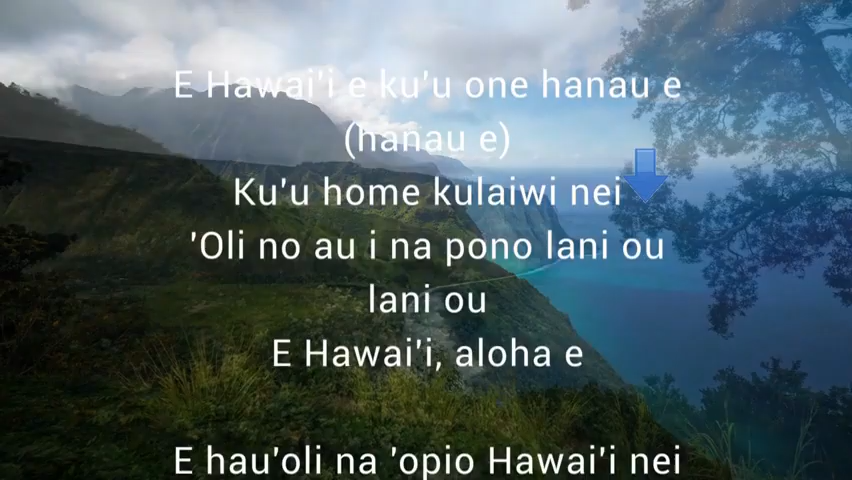 E Hawai'i e ku'u one hanau e
(hanau e)
Ku'u home kulaiwi nei
'Oli no au i na pono lani ou
lani ou
E Hawai'i, aloha e
E hau'oli na 'opio Hawai'i nei